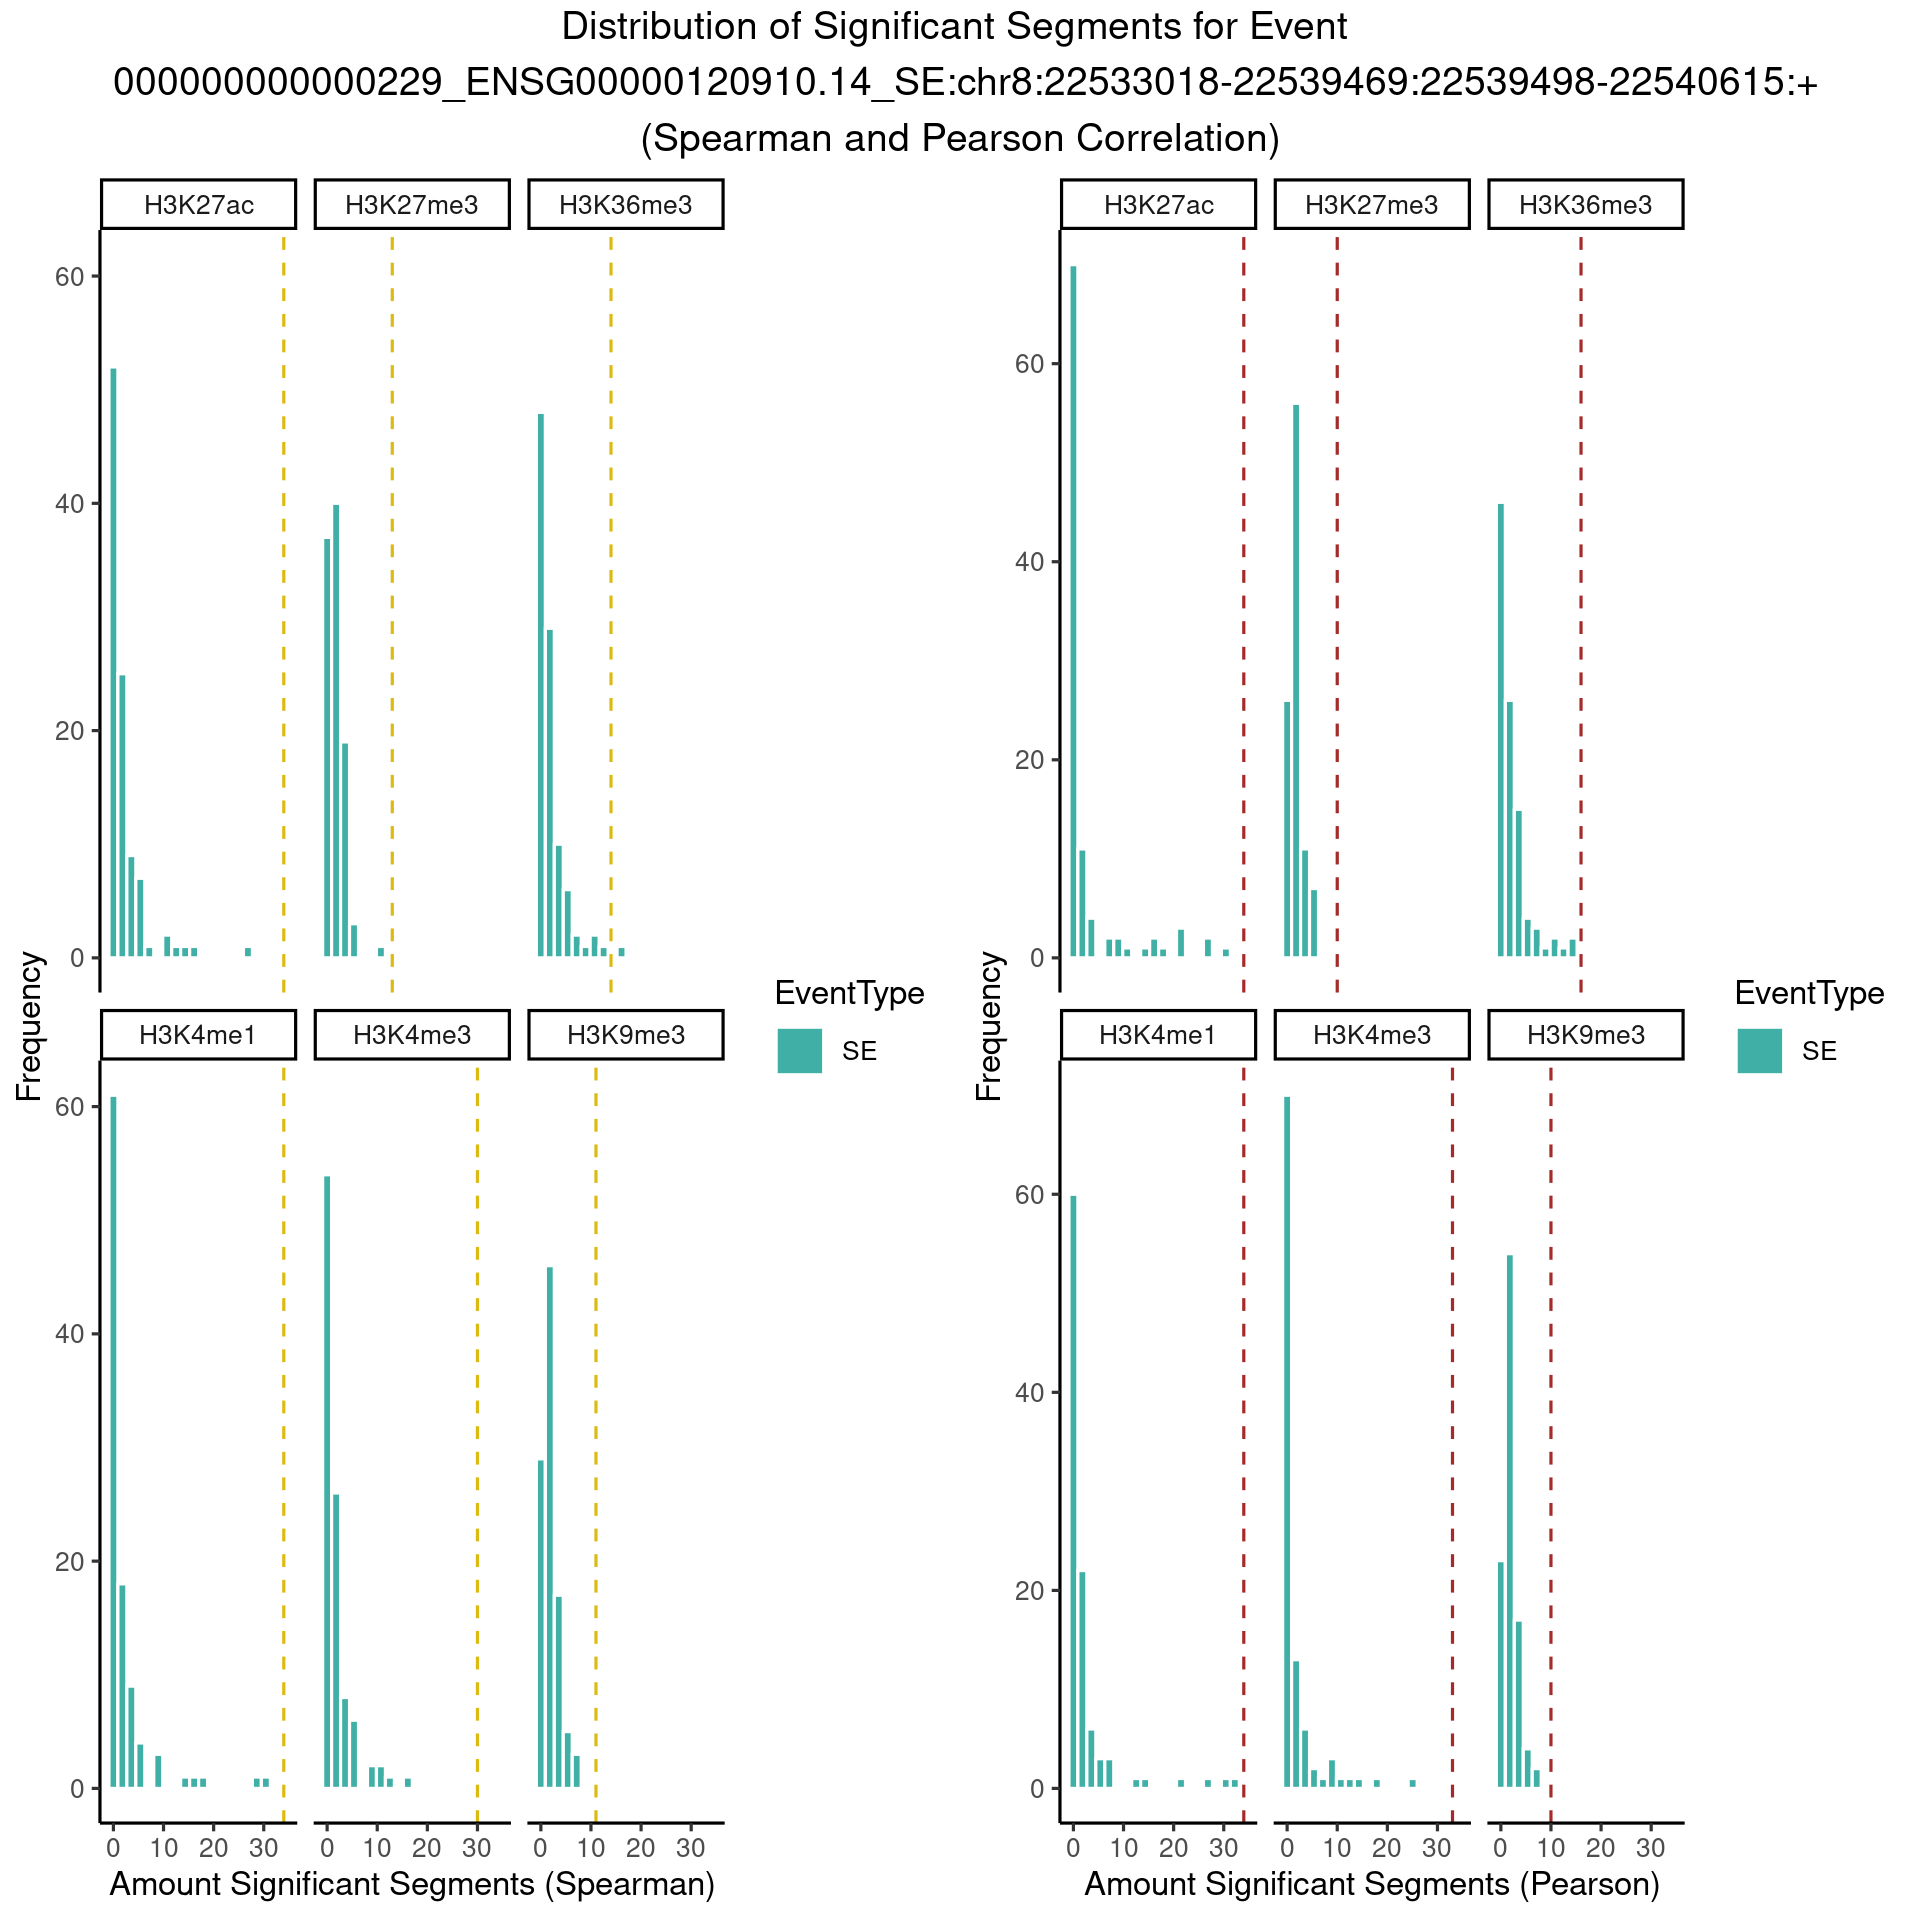 Distribution of Significant Segments for Event
000000000000229_ENSG00000120910.14_SE:chr8:22533018-22539469:22539498-22540615:+
(Spearman and Pearson Correlation)
H3K27ac H3K27me3 H3K36me3
60
40
20
0
H3K4me1 H3K4me3 H3K9me3
60
40
20
0
0 10 20 30 0 10 20 30 0 10 20 30
Frequency
Amount Significant Segments (Spearman)
EventType
SE
H3K27ac H3K27me3 H3K36me3
60
40
20
0
H3K4me1 H3K4me3 H3K9me3
60
40
20
0
0 10 20 30 0 10 20 30 0 10 20 30
Frequency
Amount Significant Segments (Pearson)
EventType
SE